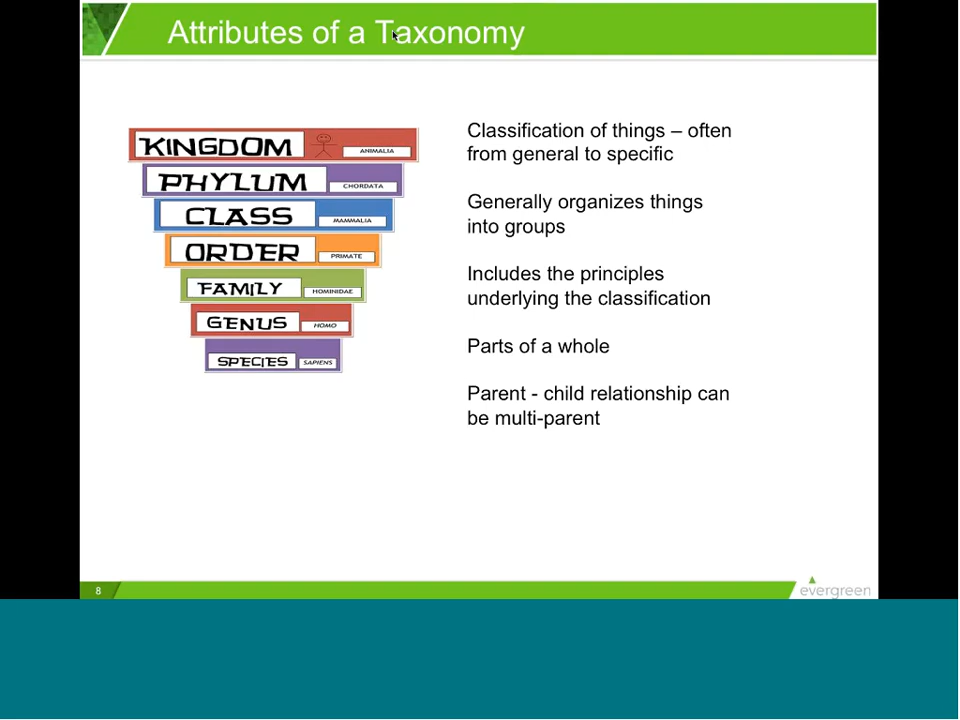 Attributes of a Taxonomy
KINGDOM ANIMALIA
PHYLUM CHORDATA
CLASS MAMMALIA
ORDER PRIMATE
FAMILY HOMINIDAE
GENUS HOMO
SPECIES SAPIENS
Classification of things – often
from general to specific
Generally organizes things
into groups
Includes the principles
underlying the classification
Parts of a whole
Parent - child relationship can
be multi-parent
8
evergreen